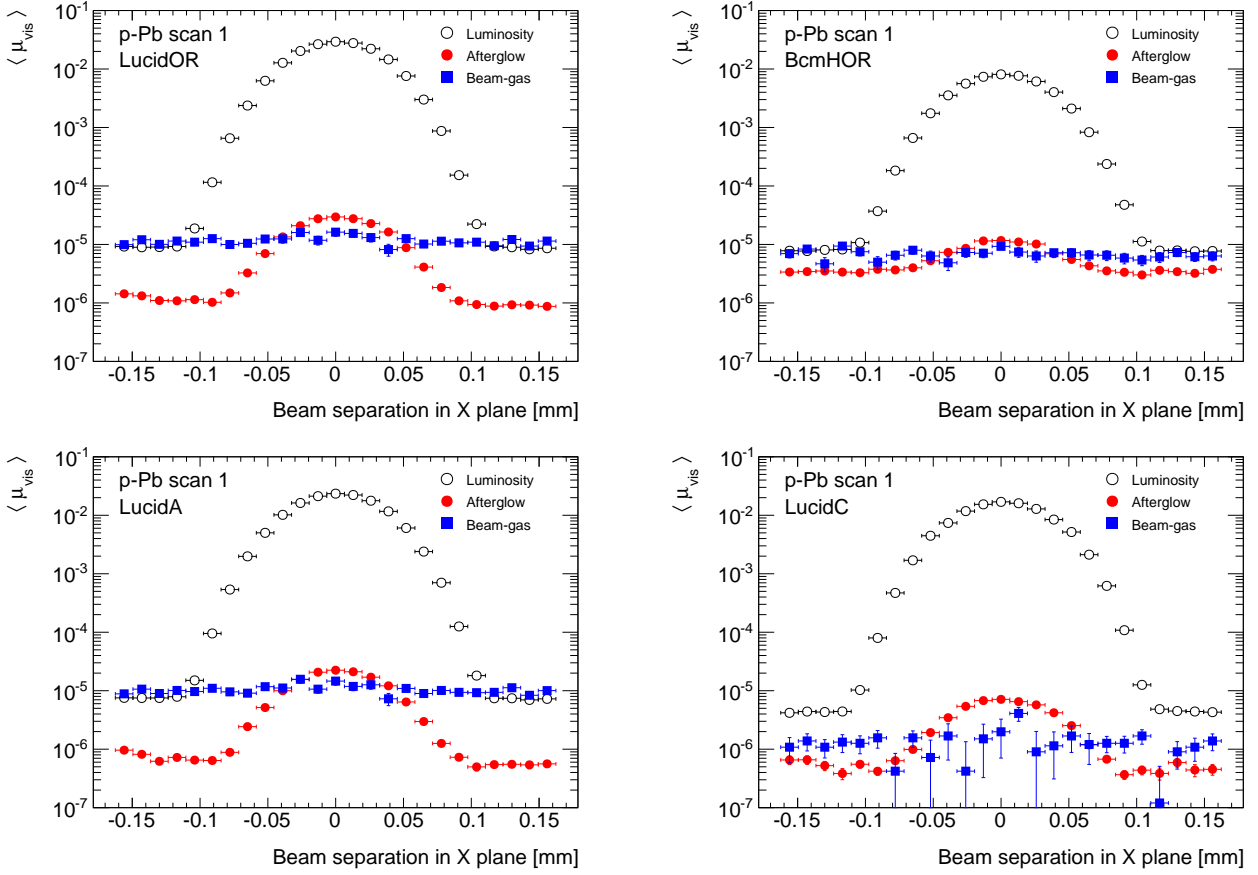 ⟨ μvis ⟩
10⁻¹
10⁻²
10⁻³
10⁻⁴
10⁻⁵
10⁻⁶
10⁻⁷
p-Pb scan 1
LucidOR
Luminosity
Afterglow
Beam-gas
-0.15 -0.1 -0.05 0 0.05 0.1 0.15
Beam separation in X plane [mm]
⟨ μvis ⟩
10⁻¹
10⁻²
10⁻³
10⁻⁴
10⁻⁵
10⁻⁶
10⁻⁷
p-Pb scan 1
BcmHOR
Luminosity
Afterglow
Beam-gas
-0.15 -0.1 -0.05 0 0.05 0.1 0.15
Beam separation in X plane [mm]
⟨ μvis ⟩
10⁻¹
10⁻²
10⁻³
10⁻⁴
10⁻⁵
10⁻⁶
10⁻⁷
p-Pb scan 1
LucidA
Luminosity
Afterglow
Beam-gas
-0.15 -0.1 -0.05 0 0.05 0.1 0.15
Beam separation in X plane [mm]
⟨ μvis ⟩
10⁻¹
10⁻²
10⁻³
10⁻⁴
10⁻⁵
10⁻⁶
10⁻⁷
p-Pb scan 1
LucidC
Luminosity
Afterglow
Beam-gas
-0.15 -0.1 -0.05 0 0.05 0.1 0.15
Beam separation in X plane [mm]